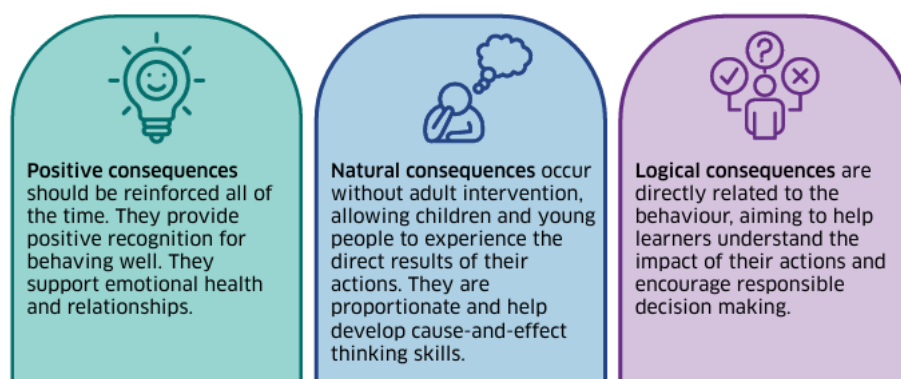 Positive consequences
should be reinforced all of
the time. They provide
positive recognition for
behaving well. They
support emotional health
and relationships.
Natural consequences occur
without adult intervention,
allowing children and young
people to experience the
direct results of their
actions. They are
proportionate and help
develop cause-and-effect
thinking skills.
Logical consequences are
directly related to the
behaviour, aiming to help
learners understand the
impact of their actions and
encourage responsible
decision making.